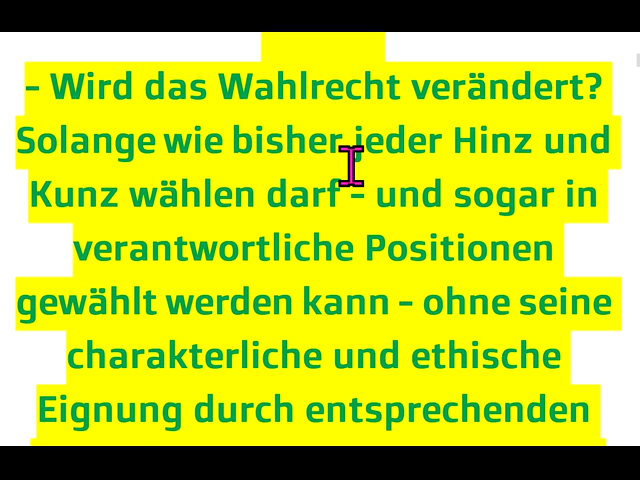 - Wird das Wahlrecht verändert?
Solange wie bisher jeder Hinz und
Kunz wählen darf - und sogar in
verantwortliche Positionen
gewählt werden kann - ohne seine
charakterliche und ethische
Eignung durch entsprechenden